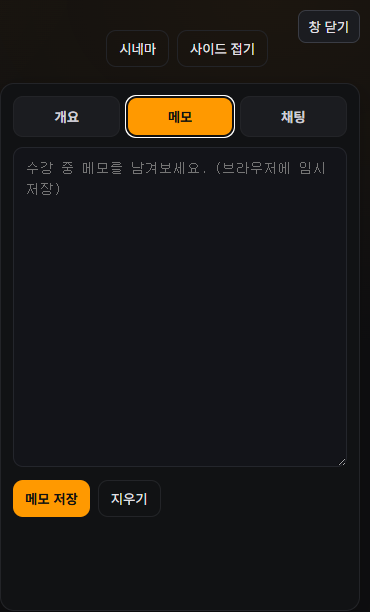 창 닫기
시네마 사이드 접기
개요 메모 채팅
수강 중 메모를 남겨보세요. (브라우저에 임시
저장)
메모 저장 지우기